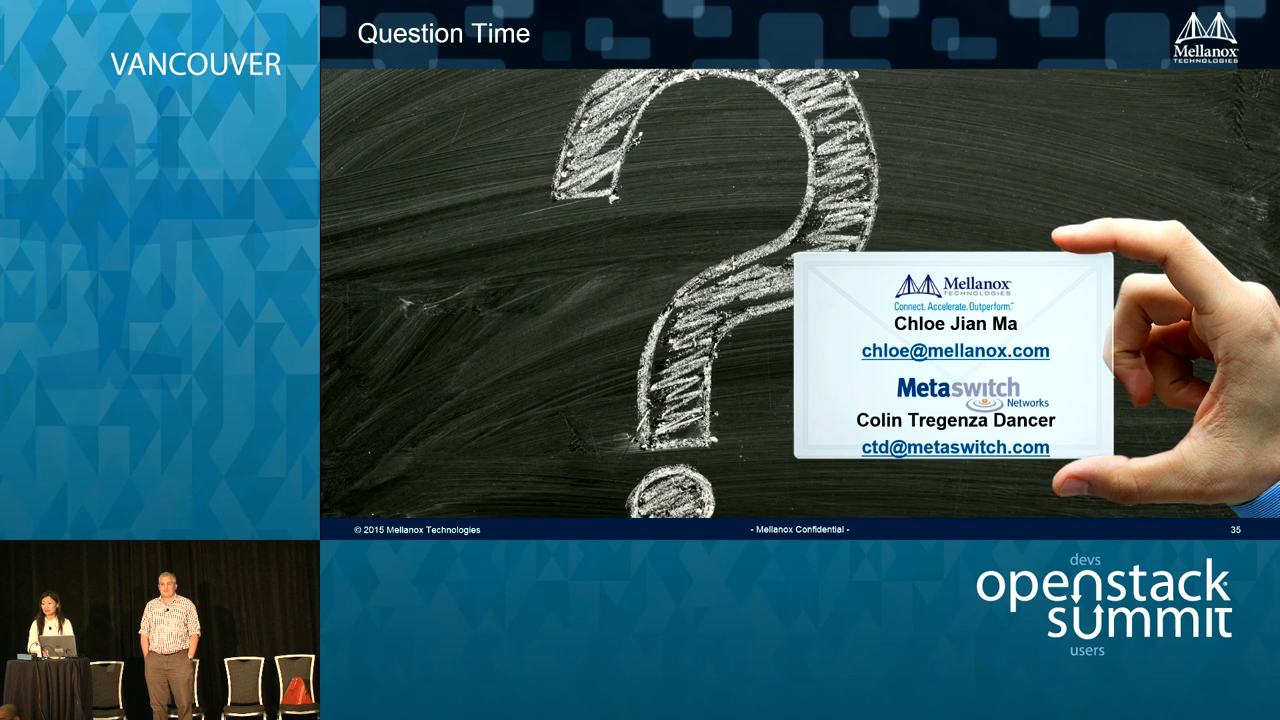 VANCOUVER
Question Time
Mellanox
TECHNOLOGIES
Mellanox
TECHNOLOGIES
Connect. Accelerate. Outperform.™
Chloe Jian Ma
chloe@mellanox.com
Metaswitch
Networks
Colin Tregenza Dancer
ctd@metaswitch.com
© 2015 Mellanox Technologies
- Mellanox Confidential -
35
devs
openstack
summit
users